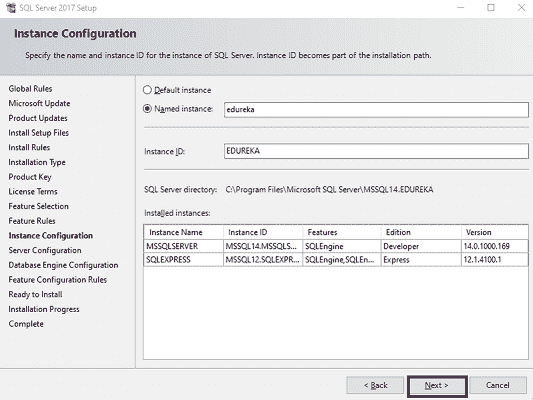 SQL Server 2017 Setup
Instance Configuration
Specify the name and instance ID for the instance of SQL Server. Instance ID becomes part of the installation path.
Global Rules
Microsoft Update
Product Updates
Install Setup Files
Install Rules
Installation Type
Product Key
License Terms
Feature Selection
Feature Rules
Instance Configuration
Server Configuration
Database Engine Configuration
Feature Configuration Rules
Ready to Install
Installation Progress
Complete
Default instance
Named instance: edureka
Instance ID: EDUREKA
SQL Server directory: C:\Program Files\Microsoft SQL Server\MSSQL14.EDUREKA
Installed instances:
Instance Name Instance ID Features Edition Version
MSSQLSERVER MSSQL14.MSSQLS... SQLEngine Developer 14.0.1000.169
SQLEXPRESS MSSQL12.SQLEXPR... SQLEngine,SQLEn... Express 12.1.4100.1
< Back Next > Cancel